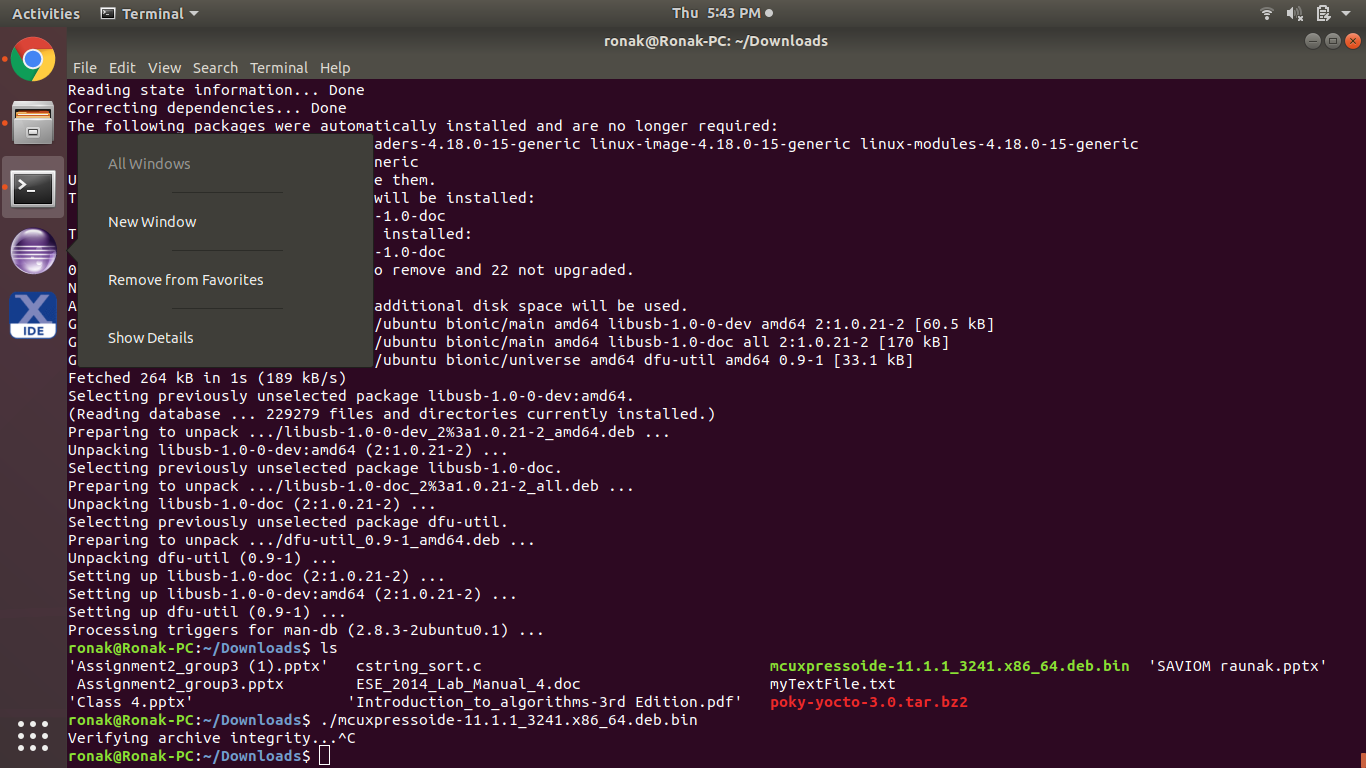 Activities Terminal Thu 5:43 PM
ronak@Ronak-PC: ~/Downloads
File Edit View Search Terminal Help
Reading state information... Done
Correcting dependencies... Done
The following packages were automatically installed and are no longer required:
aders-4.18.0-15-generic linux-image-4.18.0-15-generic linux-modules-4.18.0-15-generic
All Windows
neric
U e them.
T will be installed:
-1.0-doc
New Window
T installed:
-1.0-doc
0 o remove and 22 not upgraded.
Remove from Favorites
N
A additional disk space will be used.
G /ubuntu bionic/main amd64 libusb-1.0-0-dev amd64 2:1.0.21-2 [60.5 kB]
IDE
Show Details
G /ubuntu bionic/main amd64 libusb-1.0-doc all 2:1.0.21-2 [170 kB]
G /ubuntu bionic/universe amd64 dfu-util amd64 0.9-1 [33.1 kB]
Fetched 264 kB in 1s (189 kB/s)
Selecting previously unselected package libusb-1.0-0-dev:amd64.
(Reading database ... 229279 files and directories currently installed.)
Preparing to unpack .../libusb-1.0-0-dev_2%3a1.0.21-2_amd64.deb ...
Unpacking libusb-1.0-0-dev:amd64 (2:1.0.21-2) ...
Selecting previously unselected package libusb-1.0-doc.
Preparing to unpack .../libusb-1.0-doc_2%3a1.0.21-2_all.deb ...
Unpacking libusb-1.0-doc (2:1.0.21-2) ...
Selecting previously unselected package dfu-util.
Preparing to unpack .../dfu-util_0.9-1_amd64.deb ...
Unpacking dfu-util (0.9-1) ...
Setting up libusb-1.0-doc (2:1.0.21-2) ...
Setting up libusb-1.0-0-dev:amd64 (2:1.0.21-2) ...
Setting up dfu-util (0.9-1) ...
Processing triggers for man-db (2.8.3-2ubuntu0.1) ...
ronak@Ronak-PC:~/Downloads$ ls
'Assignment2_group3 (1).pptx' cstring_sort.c mcuxpressoide-11.1.1_3241.x86_64.deb.bin 'SAVIOM raunak.pptx'
Assignment2_group3.pptx ESE_2014_Lab_Manual_4.doc myTextFile.txt
'Class 4.pptx' 'Introduction_to_algorithms-3rd Edition.pdf' poky-yocto-3.0.tar.bz2
ronak@Ronak-PC:~/Downloads$ ./mcuxpressoide-11.1.1_3241.x86_64.deb.bin
Verifying archive integrity...^C
ronak@Ronak-PC:~/Downloads$